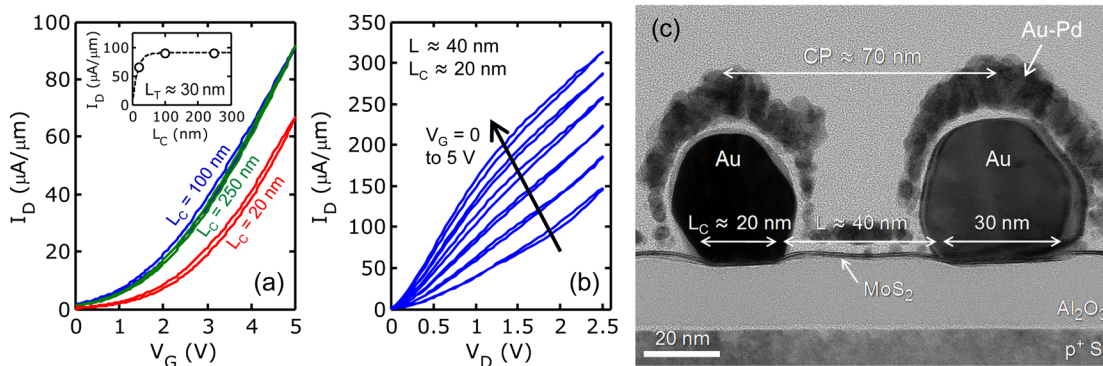 100
80
60
40
20
0
I_D (μA/μm)
0 1 2 3 4 5
V_G (V)
100
50
0
I_D (μA/μm)
L_T ≈ 30 nm
0 100 200 300
L_C (nm)
L_C = 100 nm
L_C = 250 nm
L_C = 20 nm
(a)
350
300
250
200
150
100
50
0
I_D (μA/μm)
L ≈ 40 nm
L_C ≈ 20 nm
V_G = 0
to 5 V
(b)
0 0.5 1.0 1.5 2.0 2.5
V_D (V)
(c)
Au-Pd
CP ≈ 70 nm
Au
Au
L_C ≈ 20 nm
L ≈ 40 nm
30 nm
MoS₂
Al₂O₃
p⁺ S
20 nm